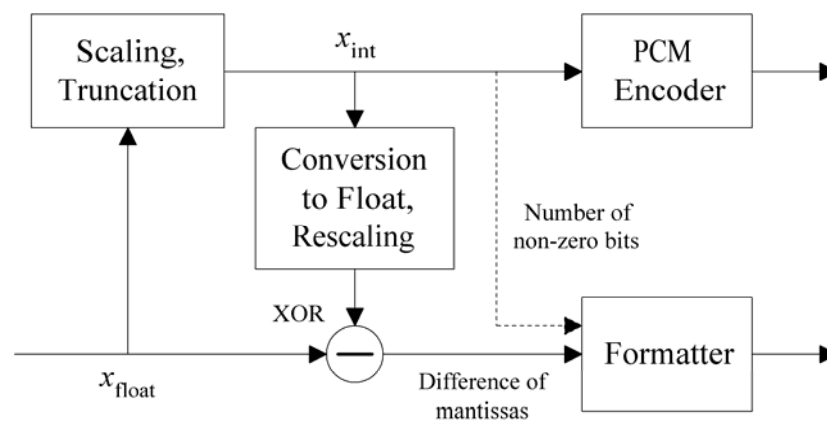 Scaling,
Truncation
x_int
PCM
Encoder
Conversion
to Float,
Rescaling
Number of
non-zero bits
XOR
x_float
Difference of
mantissas
Formatter